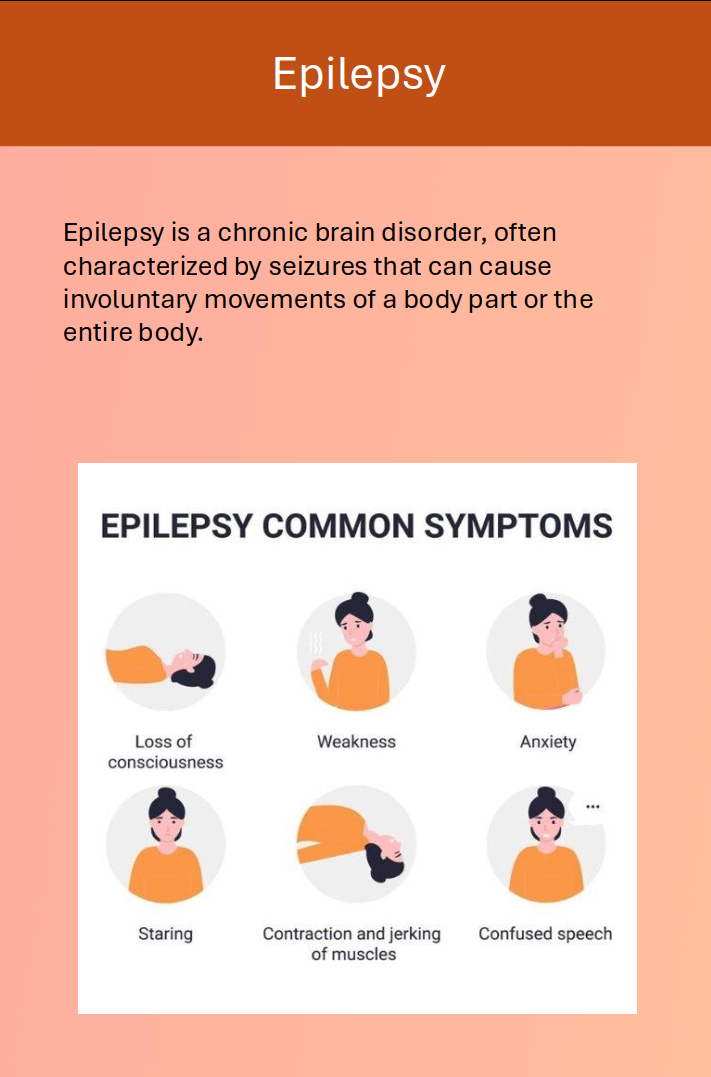 Epilepsy
Epilepsy is a chronic brain disorder, often
characterized by seizures that can cause
involuntary movements of a body part or the
entire body.
EPILEPSY COMMON SYMPTOMS
Loss of
consciousness
Weakness
Anxiety
...
Staring
Contraction and jerking
of muscles
Confused speech